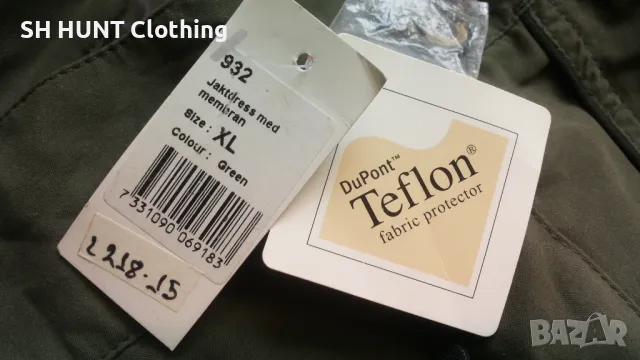 SH HUNT Clothing
932
Jaktdress med
membran
Size : XL
Colour : Green
7 331090 069183
2218-15
DuPont™
Teflon®
fabric protector
BAZAR